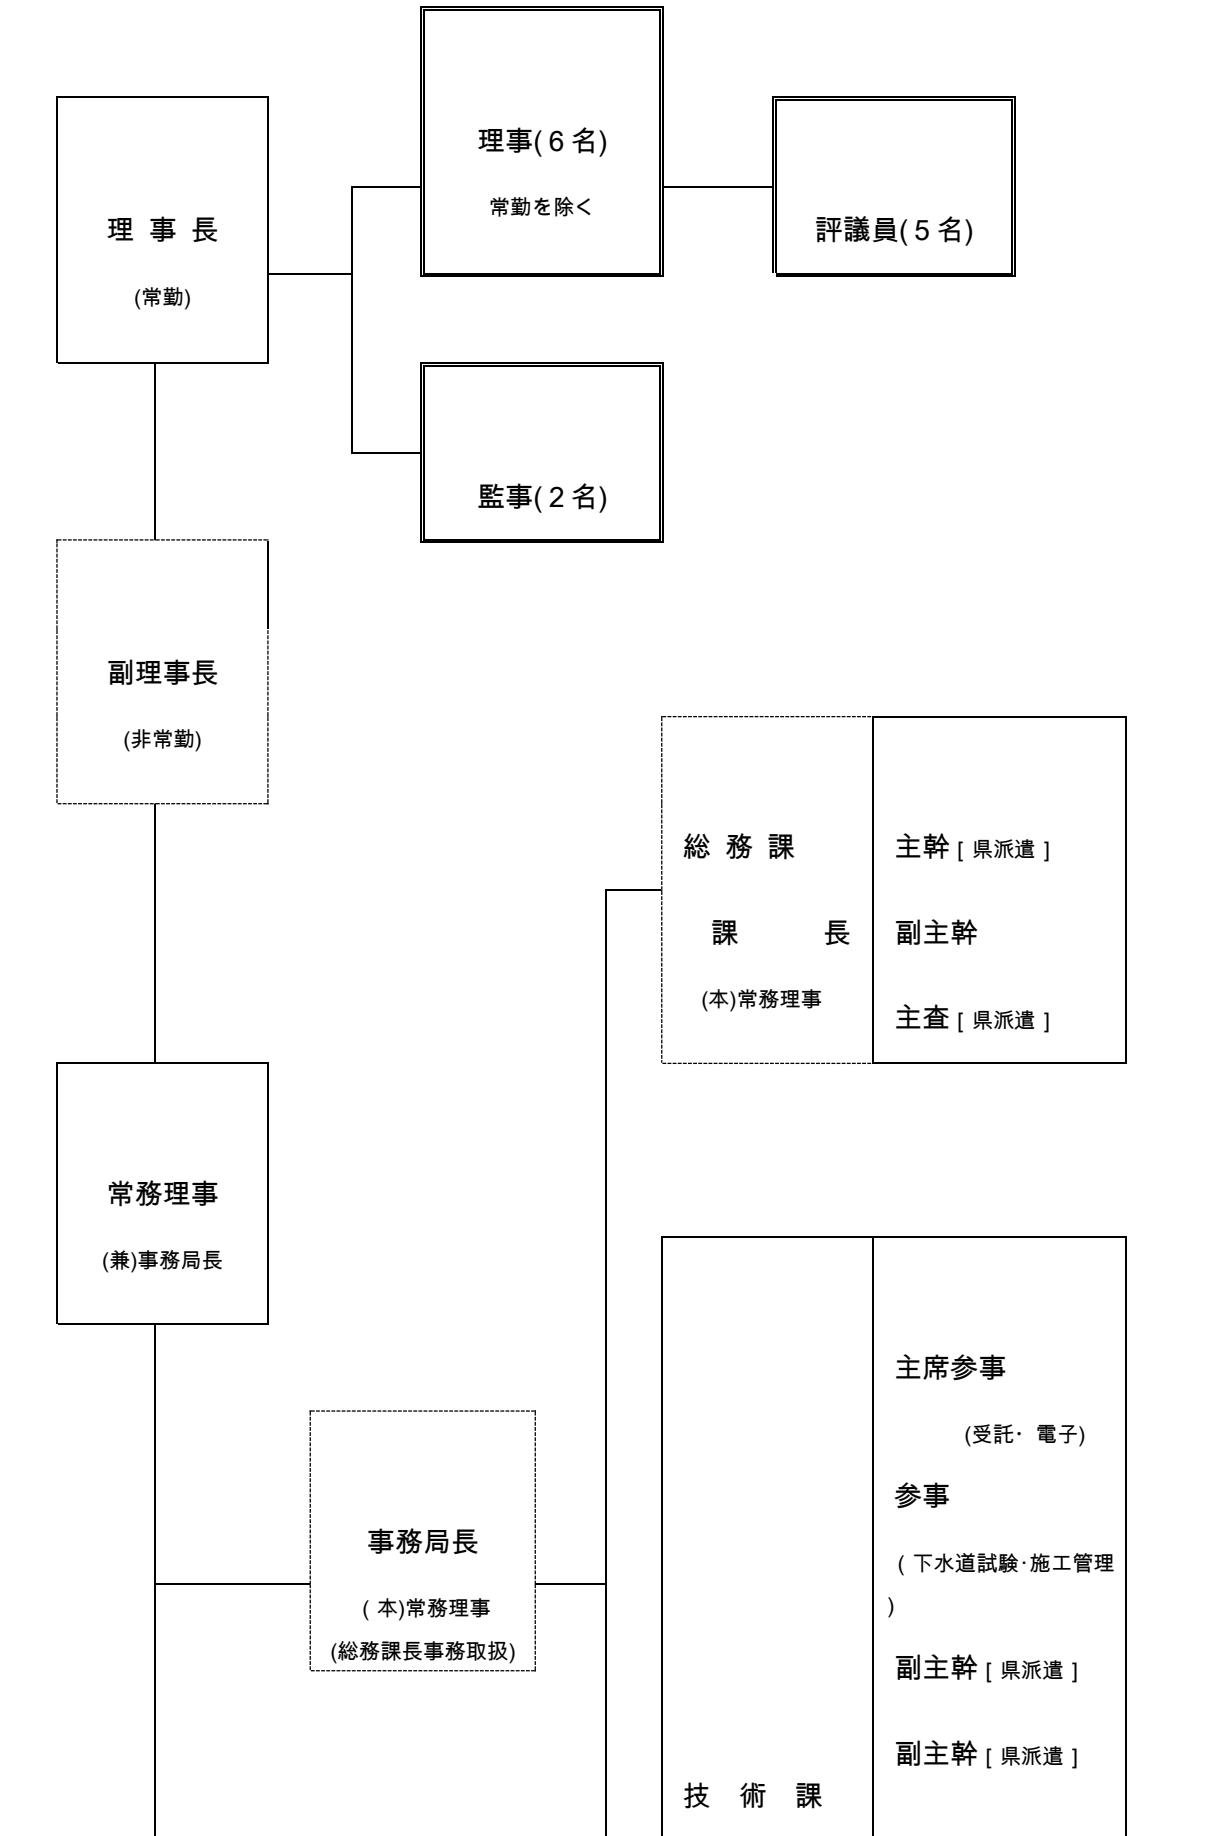 理事(6名)
常勤を除く
評議員(5名)
理 事 長
(常勤)
監事(2名)
副理事長
(非常勤)
総 務 課
課 長
(本)常務理事
主幹[ 県派遣 ]
副主幹
主査[ 県派遣 ]
常務理事
(兼)事務局長
事務局長
( 本)常務理事
(総務課長事務取扱)
技 術 課
主席参事
(受託・ 電子)
参事
( 下水道試験・施工管理
)
副主幹[ 県派遣 ]
副主幹[ 県派遣 ]